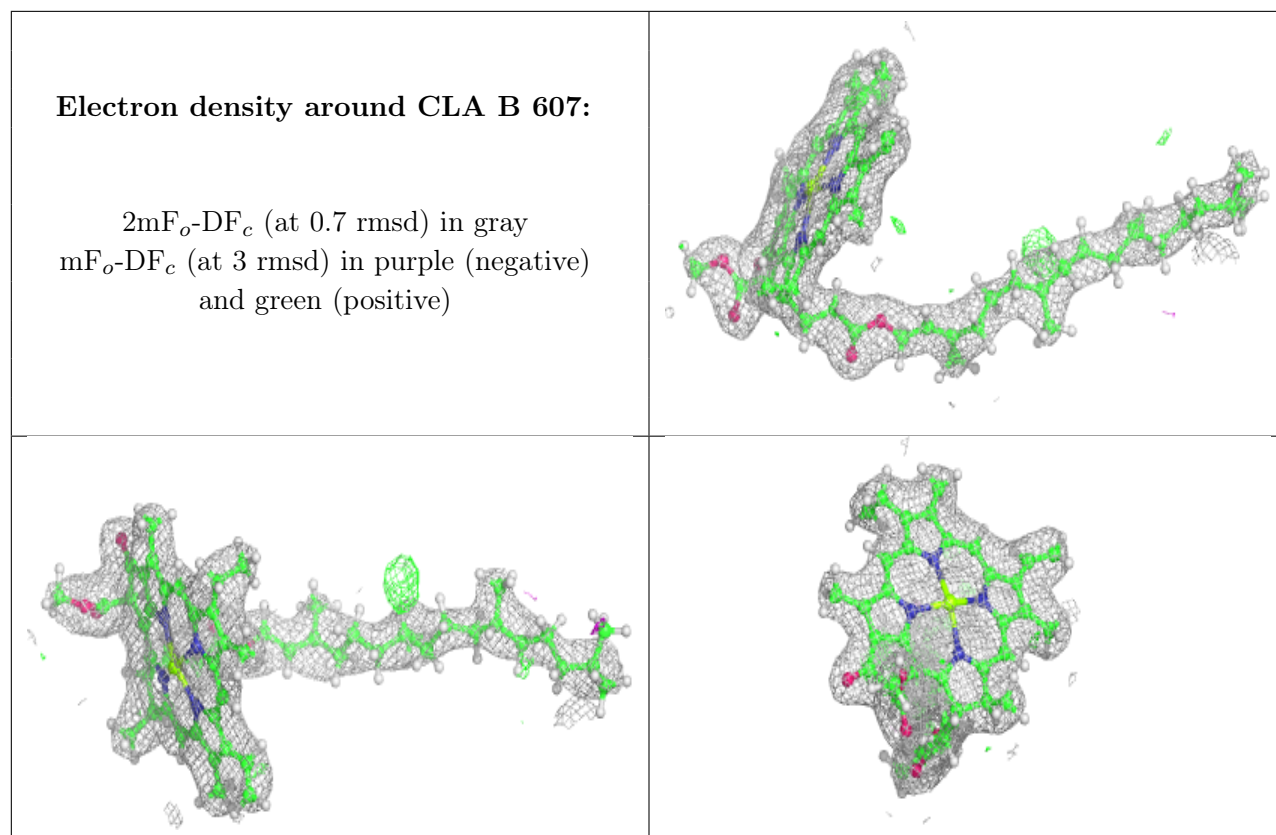 Electron density around CLA B 607:
2mFo-DFc (at 0.7 rmsd) in gray
mFo-DFc (at 3 rmsd) in purple (negative)
and green (positive)